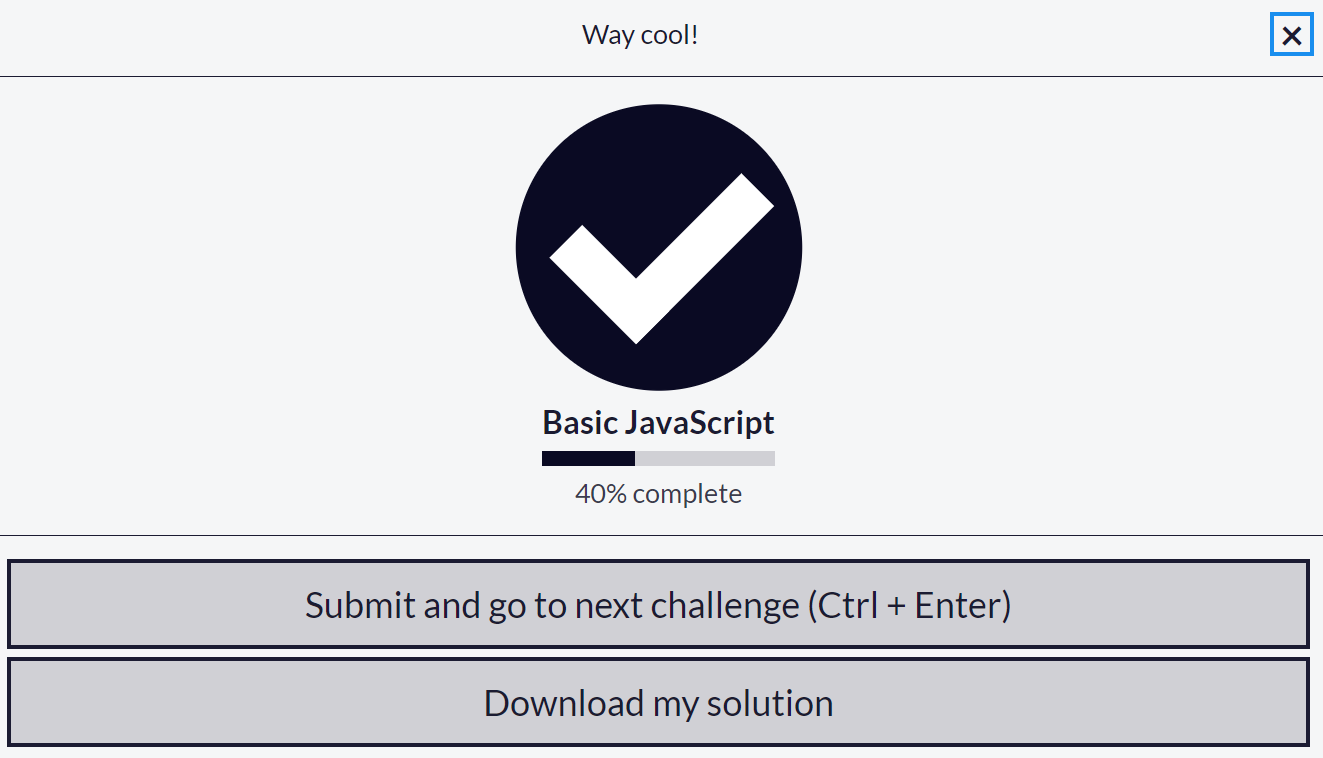 Way cool!
Basic JavaScript
40% complete
Submit and go to next challenge (Ctrl + Enter)
Download my solution